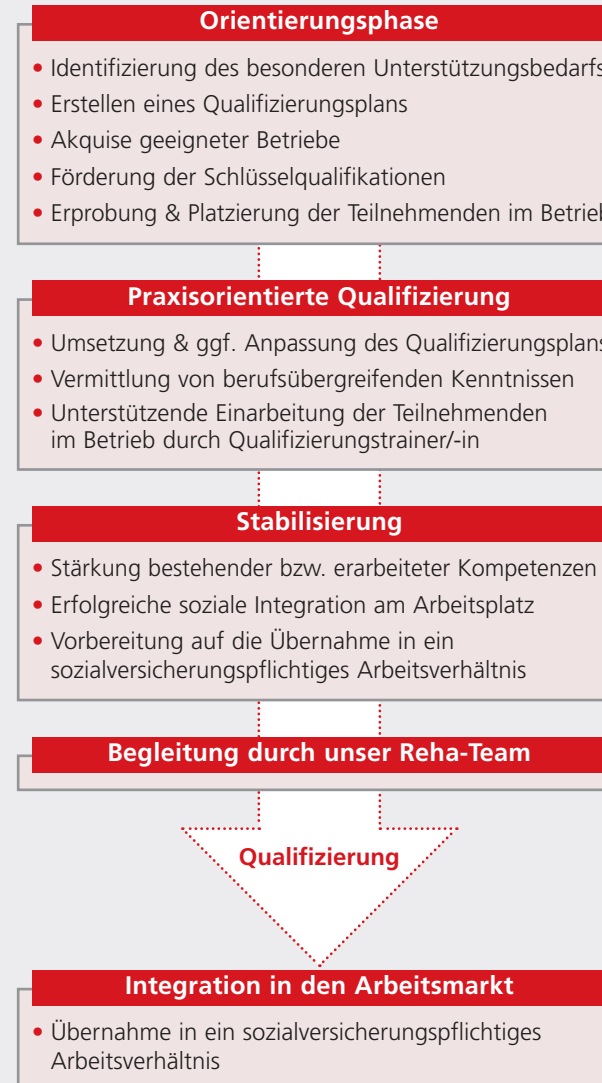 Orientierungsphase
• Identifizierung des besonderen Unterstützungsbedarfs
• Erstellen eines Qualifizierungsplans
• Akquise geeigneter Betriebe
• Förderung der Schlüsselqualifikationen
• Erprobung & Platzierung der Teilnehmenden im Betrieb
Praxisorientierte Qualifizierung
• Umsetzung & ggf. Anpassung des Qualifizierungsplans
• Vermittlung von berufsübergreifenden Kenntnissen
• Unterstützende Einarbeitung der Teilnehmenden
im Betrieb durch Qualifizierungstrainer/-in
Stabilisierung
• Stärkung bestehender bzw. erarbeiteter Kompetenzen
• Erfolgreiche soziale Integration am Arbeitsplatz
• Vorbereitung auf die Übernahme in ein
sozialversicherungspflichtiges Arbeitsverhältnis
Begleitung durch unser Reha-Team
Qualifizierung
Integration in den Arbeitsmarkt
• Übernahme in ein sozialversicherungspflichtiges
Arbeitsverhältnis